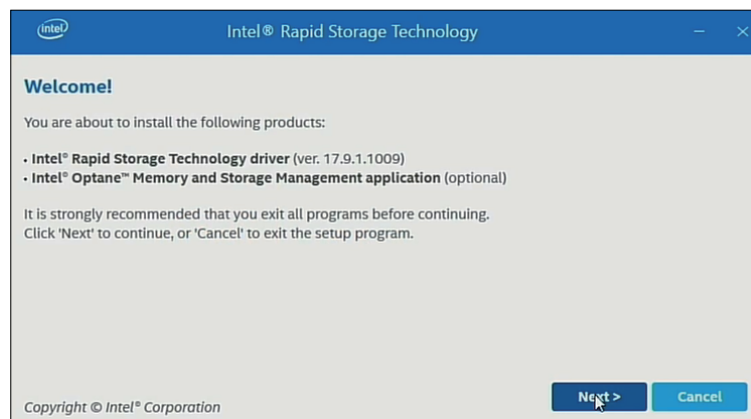 intel
Intel® Rapid Storage Technology
Welcome!
You are about to install the following products:
• Intel® Rapid Storage Technology driver (ver. 17.9.1.1009)
• Intel® Optane™ Memory and Storage Management application (optional)
It is strongly recommended that you exit all programs before continuing.
Click 'Next' to continue, or 'Cancel' to exit the setup program.
Next >
Cancel
Copyright © Intel® Corporation